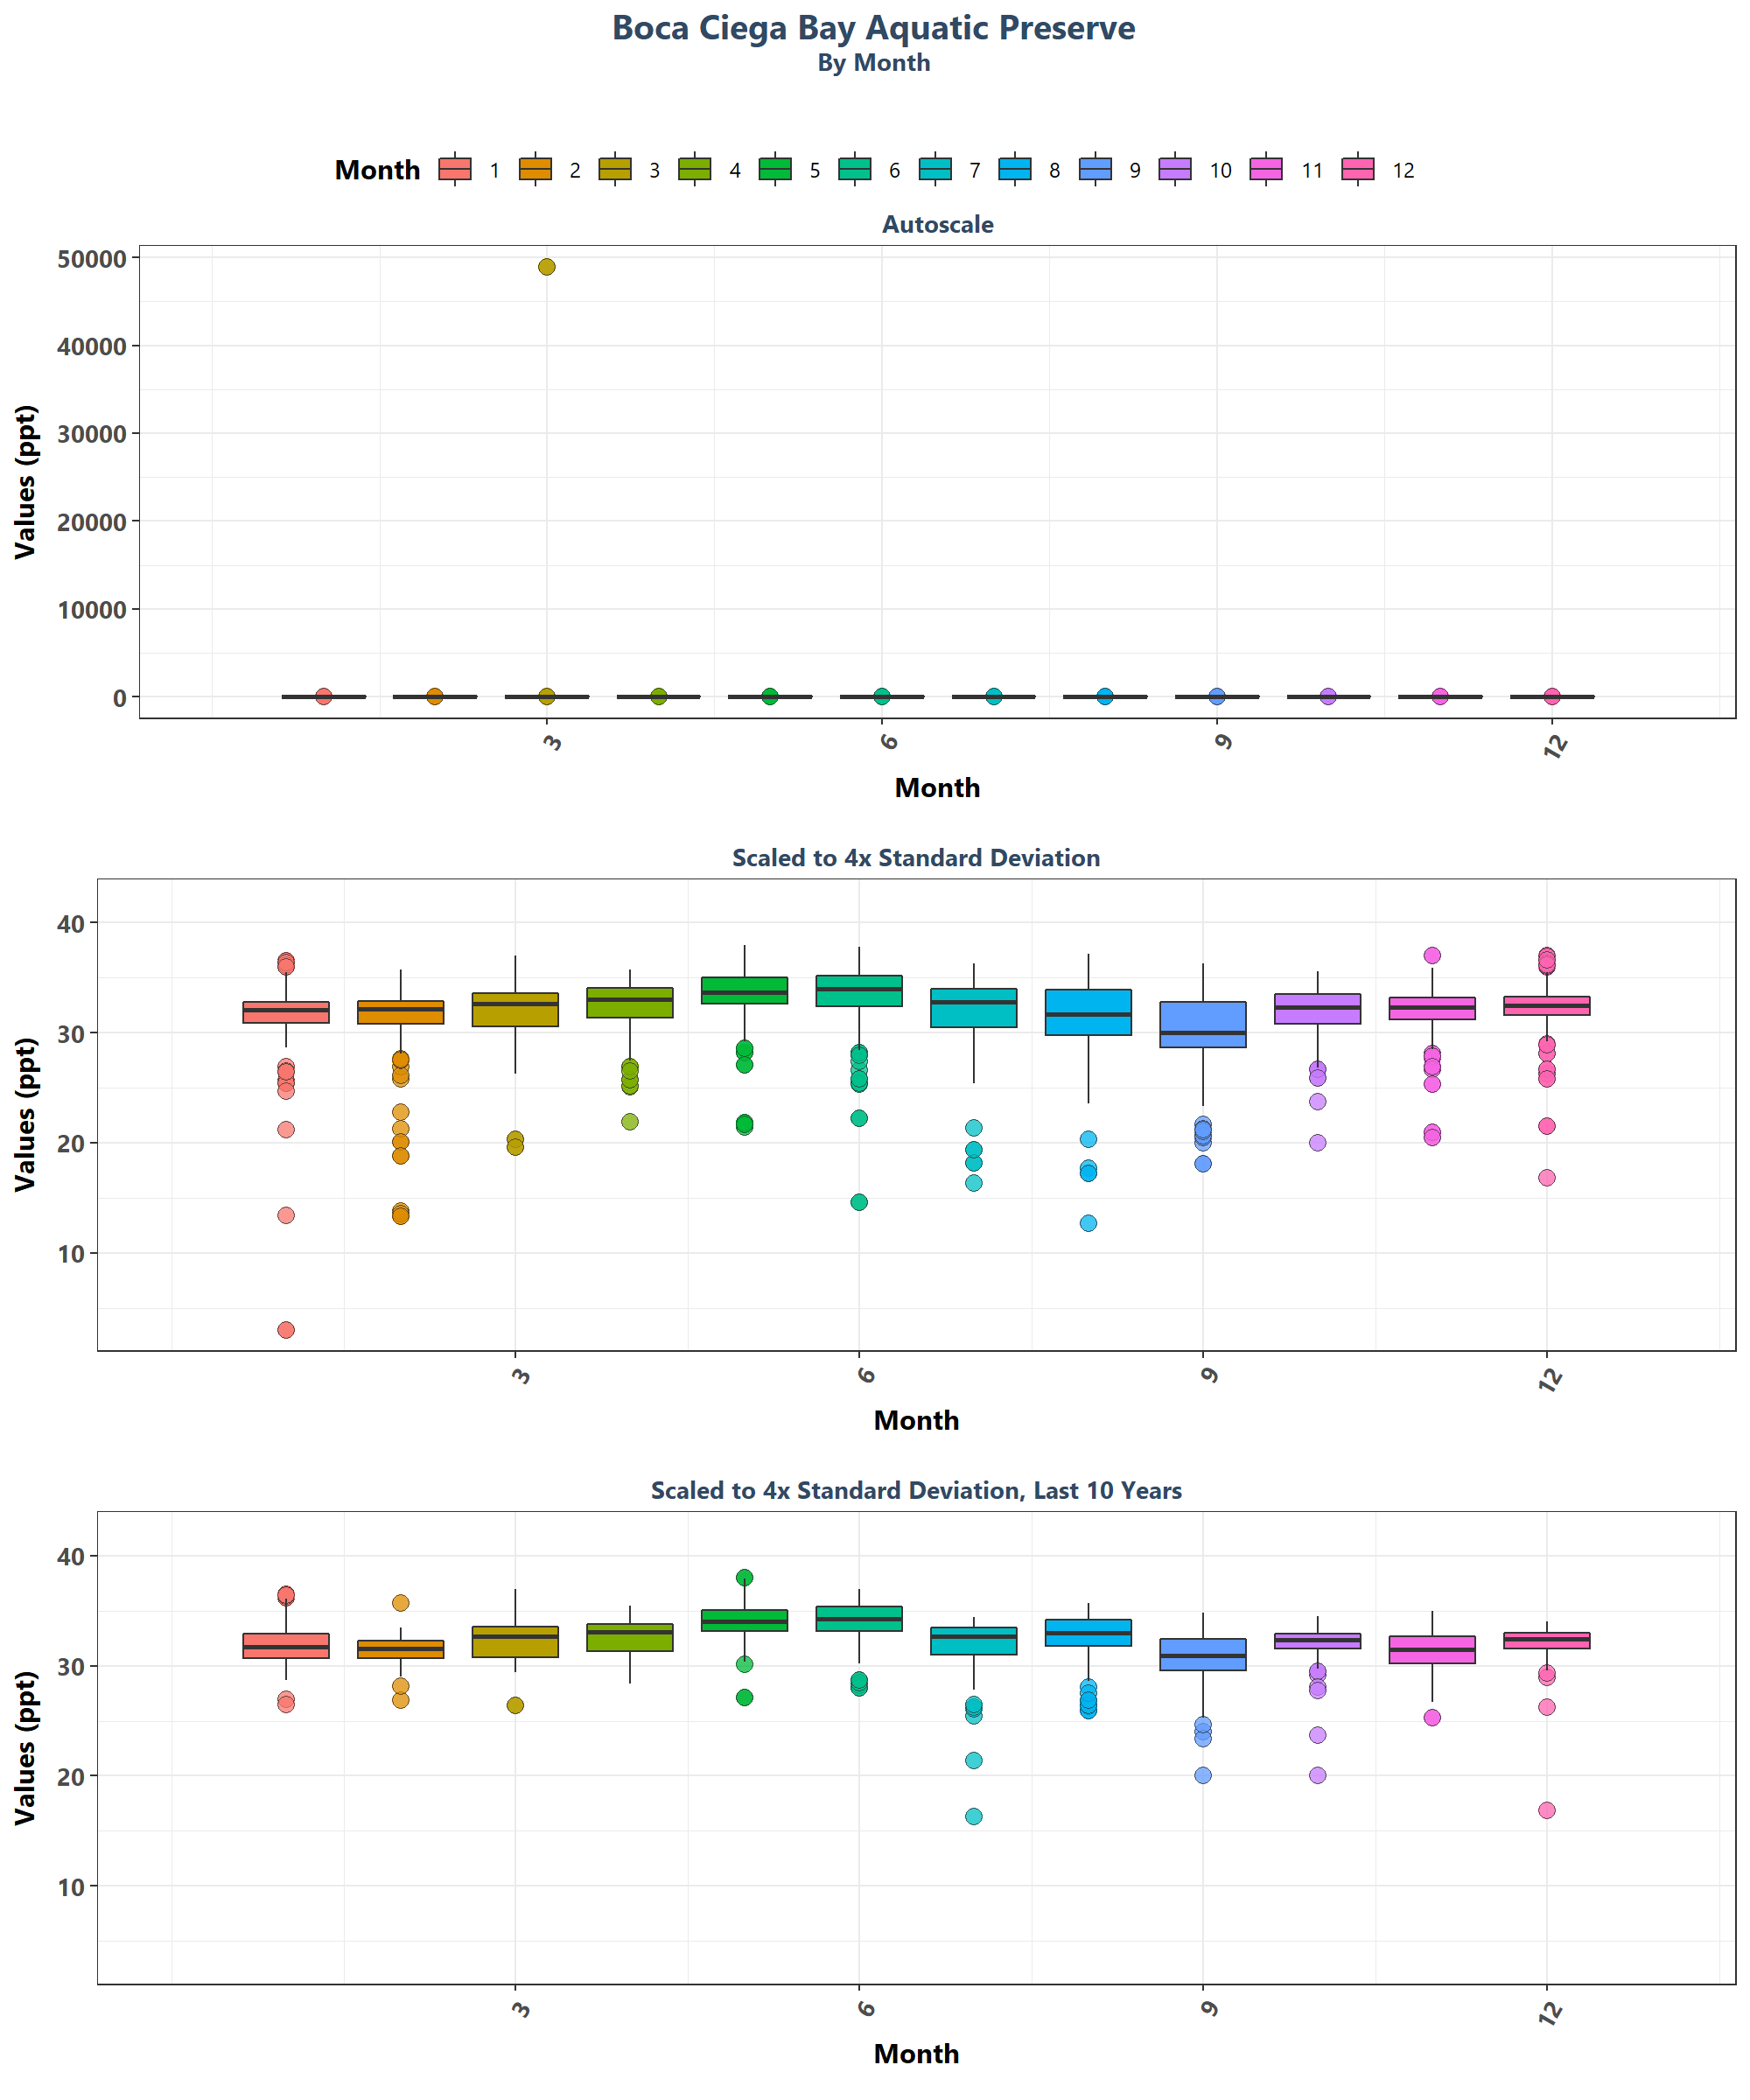 Boca Ciega Bay Aquatic Preserve
By Month
Month 1 2 3 4 5 6 7 8 9 10 11 12
Autoscale
50000
40000
30000
20000
10000
0
Values (ppt)
3 6 9 12
Month
Scaled to 4x Standard Deviation
40
30
20
10
Values (ppt)
3 6 9 12
Month
Scaled to 4x Standard Deviation, Last 10 Years
40
30
20
10
Values (ppt)
3 6 9 12
Month